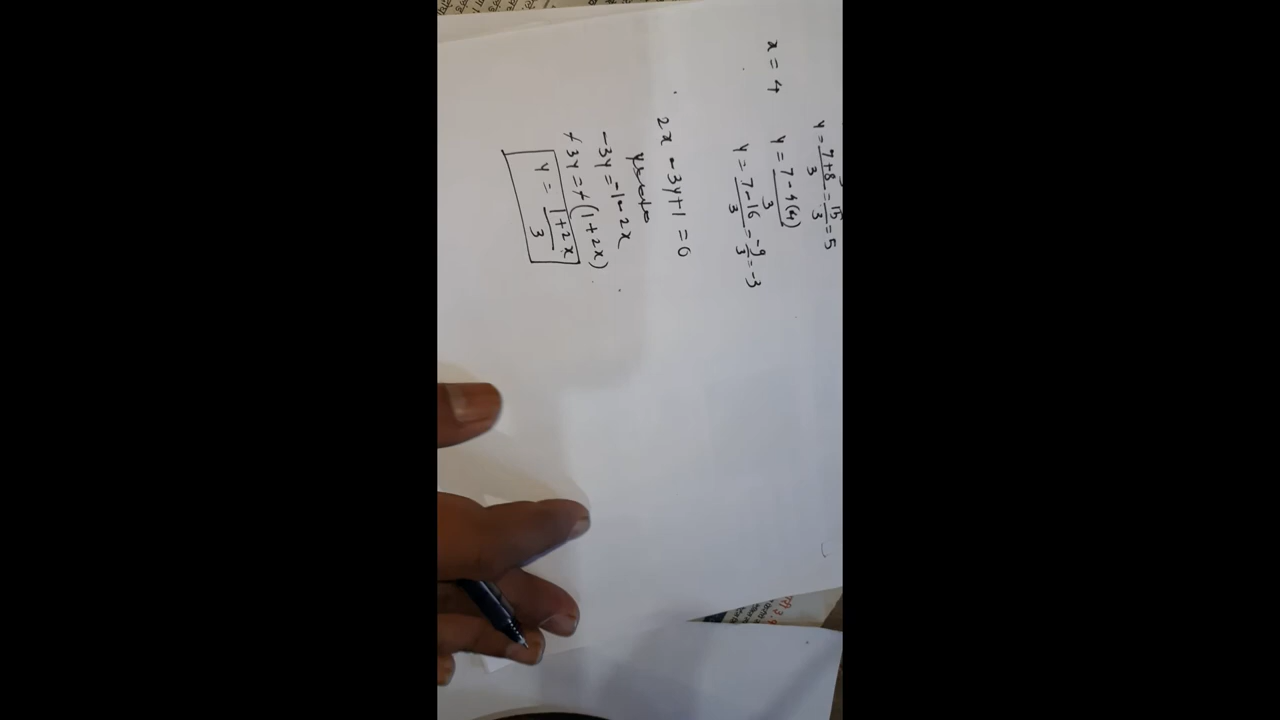 y = 7+8/3 = 15/3 = 5
x = 4 y = 7-4(4)/3
y = 7-16/3 = -9/3 = -3
2x - 3y + 1 = 0
-3y = -1 - 2x
+3y = +(1+2x)
y = 1+2x/3